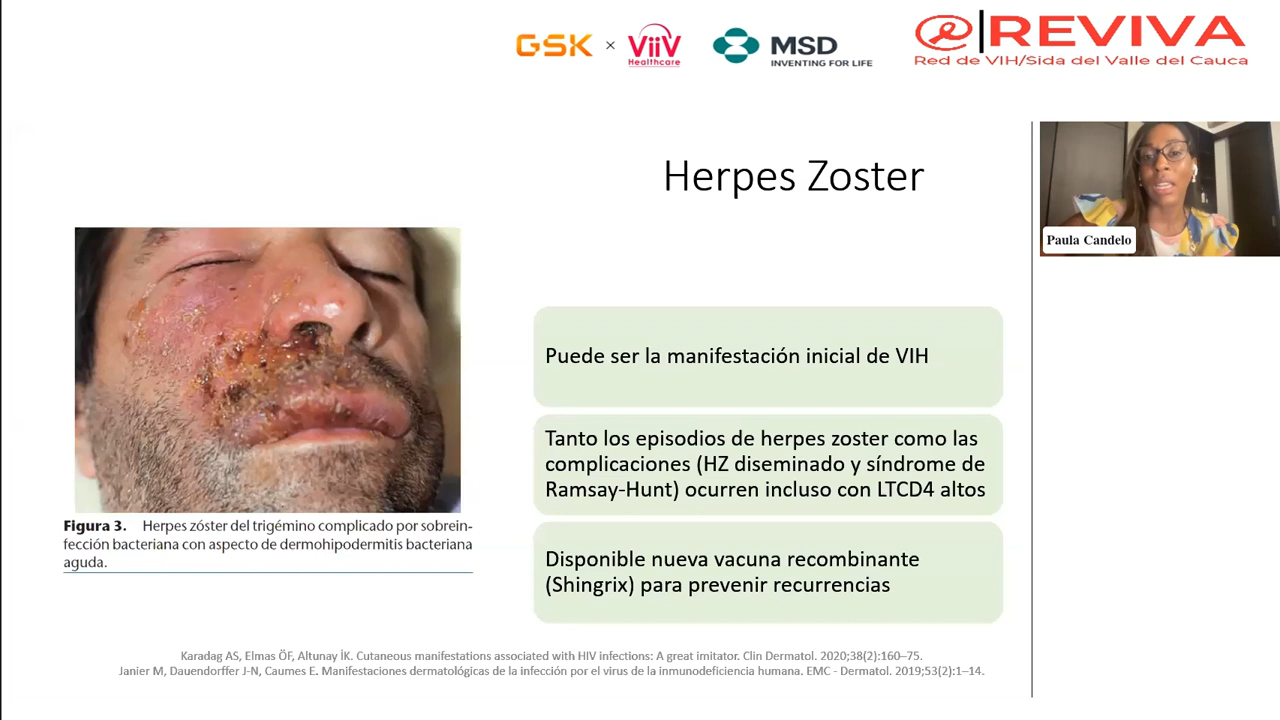 GSK × ViiV
Healthcare
MSD
INVENTING FOR LIFE
REVIVA
Red de VIH/Sida del Valle del Cauca
Herpes Zoster
Paula Candelo
Puede ser la manifestación inicial de VIH
Tanto los episodios de herpes zoster como las
complicaciones (HZ diseminado y síndrome de
Ramsay-Hunt) ocurren incluso con LTCD4 altos
Disponible nueva vacuna recombinante
(Shingrix) para prevenir recurrencias
Figura 3. Herpes zóster del trigémino complicado por sobrein-
fección bacteriana con aspecto de dermohipodermitis bacteriana
aguda.
Karadag AS, Elmas ÖF, Altunay İK. Cutaneous manifestations associated with HIV infections: A great imitator. Clin Dermatol. 2020;38(2):160–75.
Janier M, Dauendorffer J-N, Caumes E. Manifestaciones dermatológicas de la infección por el virus de la inmunodeficiencia humana. EMC - Dermatol. 2019;53(2):1–14.